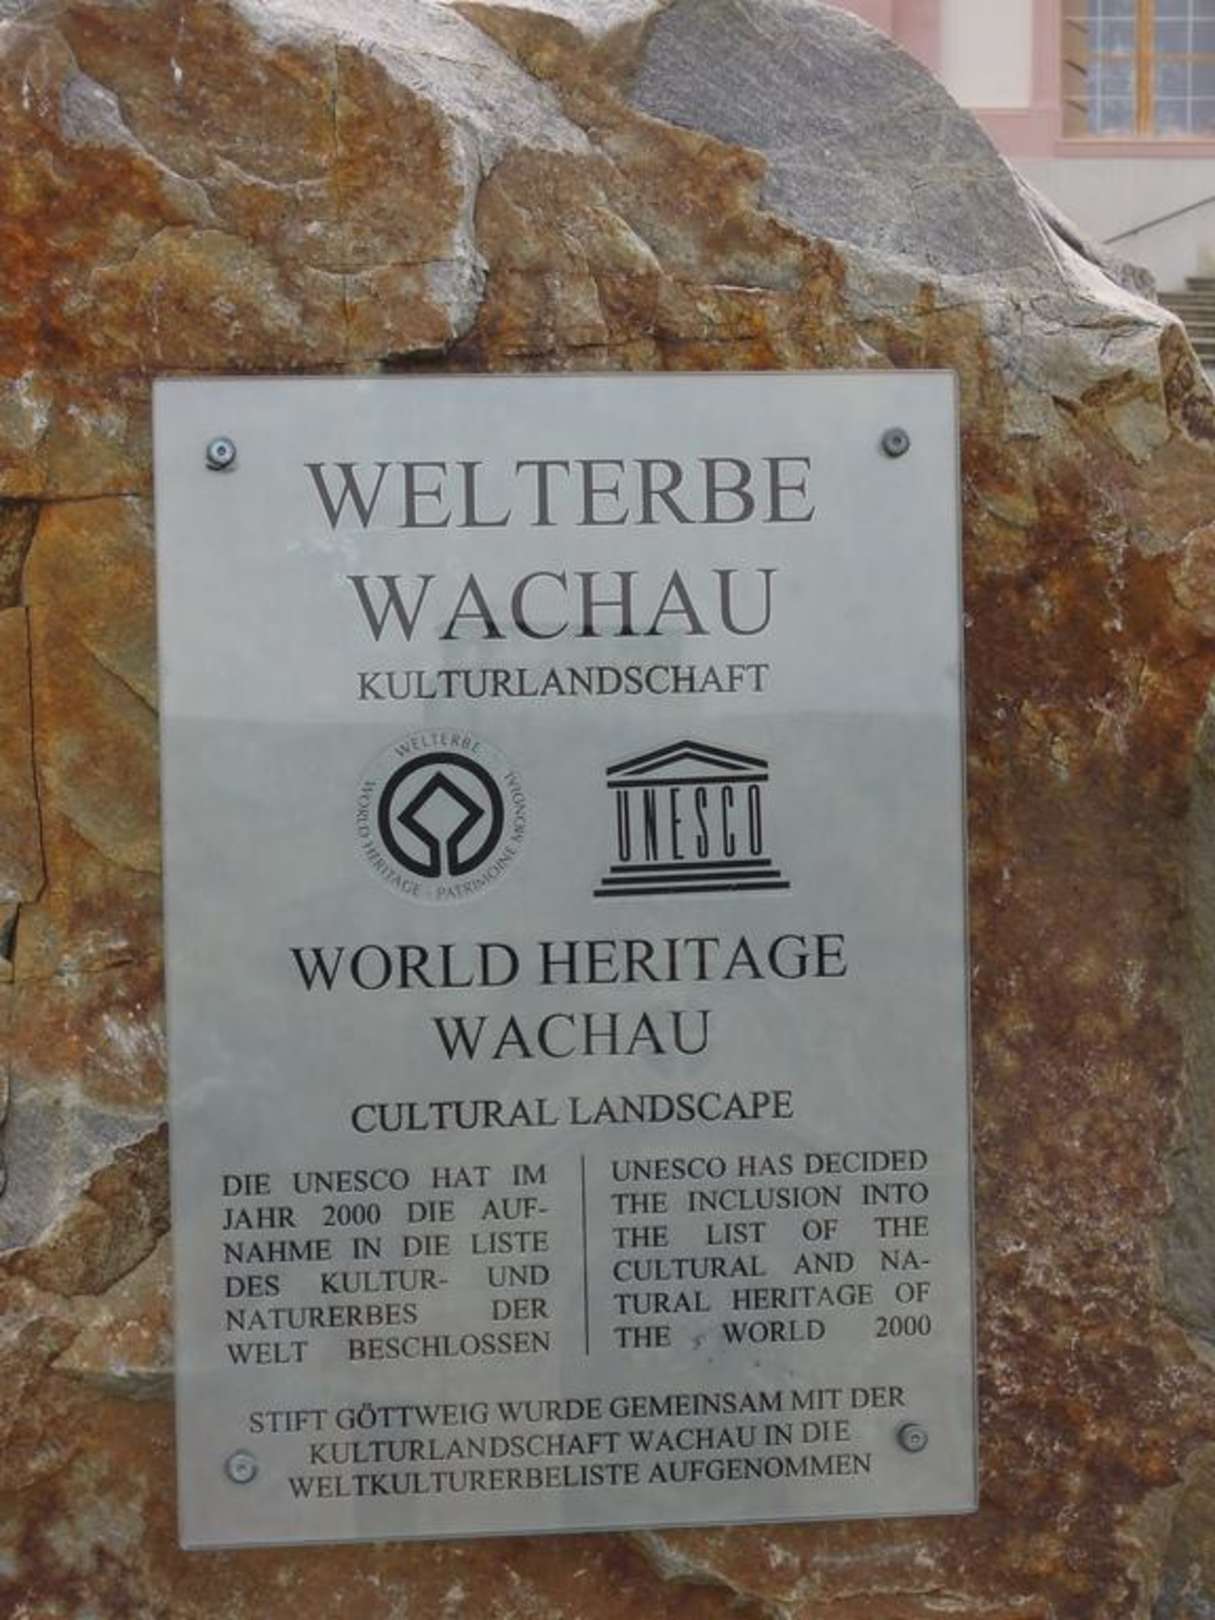 WELTERBE
WACHAU
KULTURLANDSCHAFT
WELTERBE · WORLD HERITAGE · PATRIMOINE MONDIAL
UNESCO
WORLD HERITAGE
WACHAU
CULTURAL LANDSCAPE
DIE UNESCO HAT IM
JAHR 2000 DIE AUF-
NAHME IN DIE LISTE
DES KULTUR- UND
NATURERBES DER
WELT BESCHLOSSEN
UNESCO HAS DECIDED
THE INCLUSION INTO
THE LIST OF THE
CULTURAL AND NA-
TURAL HERITAGE OF
THE WORLD 2000
STIFT GÖTTWEIG WURDE GEMEINSAM MIT DER
KULTURLANDSCHAFT WACHAU IN DIE
WELTKULTURERBELISTE AUFGENOMMEN